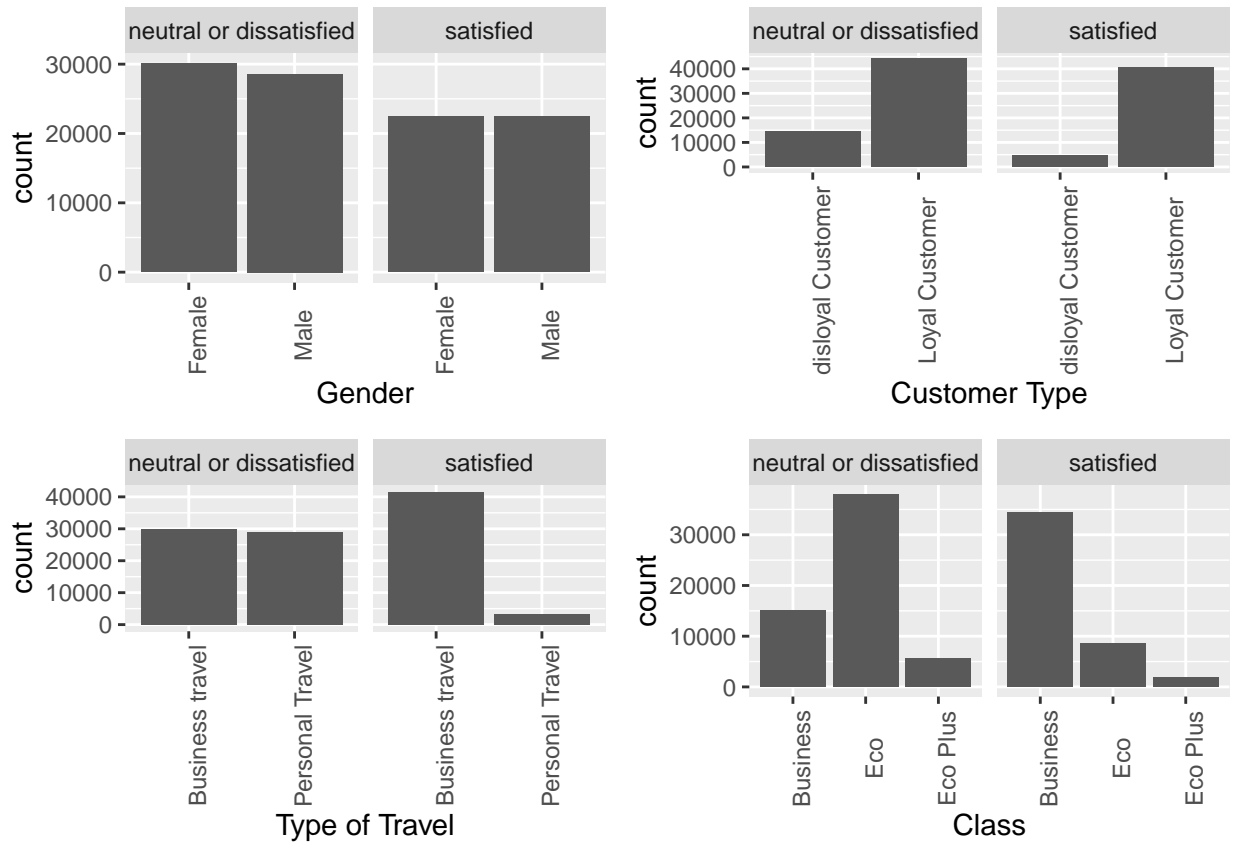 neutral or dissatisfied satisfied
30000
20000
10000
0
count
Female Male Female Male
Gender
neutral or dissatisfied satisfied
40000
30000
20000
10000
0
count
disloyal Customer Loyal Customer disloyal Customer Loyal Customer
Customer Type
neutral or dissatisfied satisfied
40000
30000
20000
10000
0
count
Business travel Personal Travel Business travel Personal Travel
Type of Travel
neutral or dissatisfied satisfied
30000
20000
10000
0
count
Business Eco Eco Plus Business Eco Eco Plus
Class